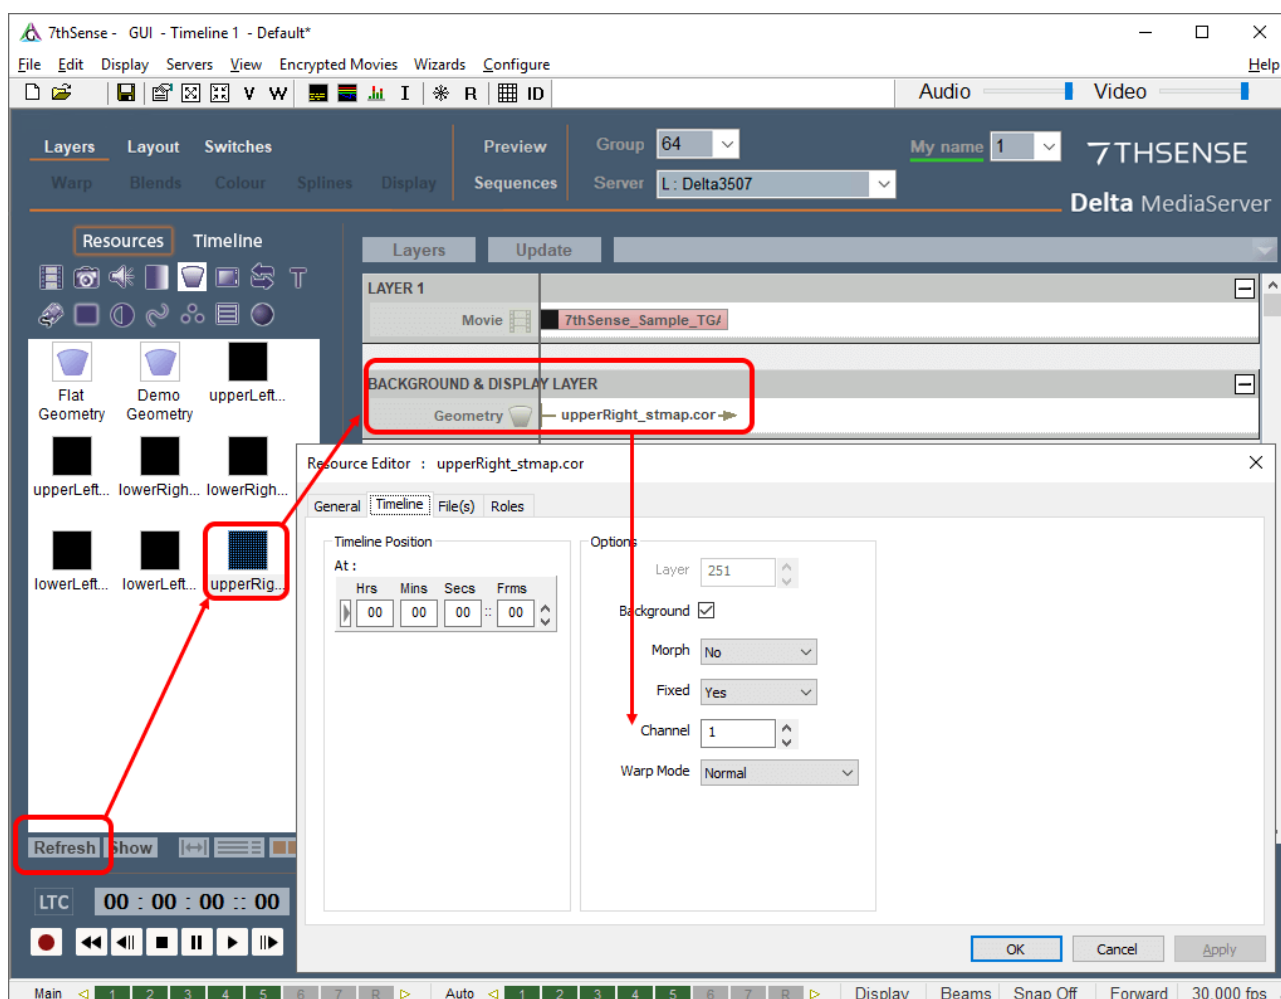 7thSense - GUI - Timeline 1 - Default*
File Edit Display Servers View Encrypted Movies Wizards Configure Help
V W I R ID Audio Video
Layers Layout Switches Preview Group 64 My name 1 7THSENSE
Warp Blends Colour Splines Display Sequences Server L : Delta3507
Delta MediaServer
Resources Timeline
Layers Update
T
LAYER 1
Movie 7thSense_Sample_TGA
Flat Geometry
Demo Geometry
upperLeft...
BACKGROUND & DISPLAY LAYER
Geometry upperRight_stmap.cor
upperLeft... lowerRigh... lowerRigh...
lowerLeft... lowerLeft... upperRig...
Resource Editor : upperRight_stmap.cor
General Timeline File(s) Roles
Timeline Position
At :
Hrs Mins Secs Frms
00 00 00 :: 00
Options
Layer 251
Background
Morph No
Fixed Yes
Channel 1
Warp Mode Normal
OK Cancel Apply
Refresh Show
LTC 00 : 00 : 00 :: 00
Main 1 2 3 4 5 6 7 R Auto 1 2 3 4 5 6 7 R Display Beams Snap Off Forward 30.000 fps